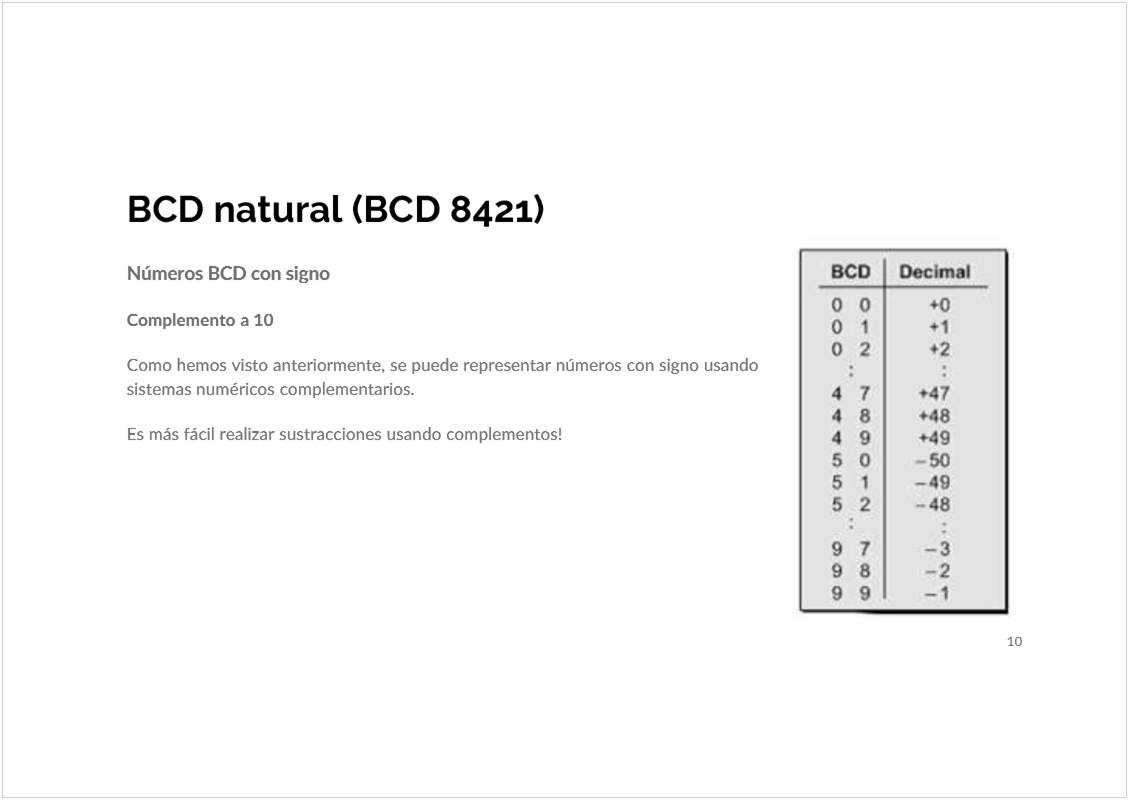 BCD natural (BCD 8421)
Números BCD con signo
Complemento a 10
Como hemos visto anteriormente, se puede representar números con signo usando
sistemas numéricos complementarios.
Es más fácil realizar sustracciones usando complementos!
BCD Decimal
0 0 +0
0 1 +1
0 2 +2
: :
4 7 +47
4 8 +48
4 9 +49
5 0 −50
5 1 −49
5 2 −48
: :
9 7 −3
9 8 −2
9 9 −1
10